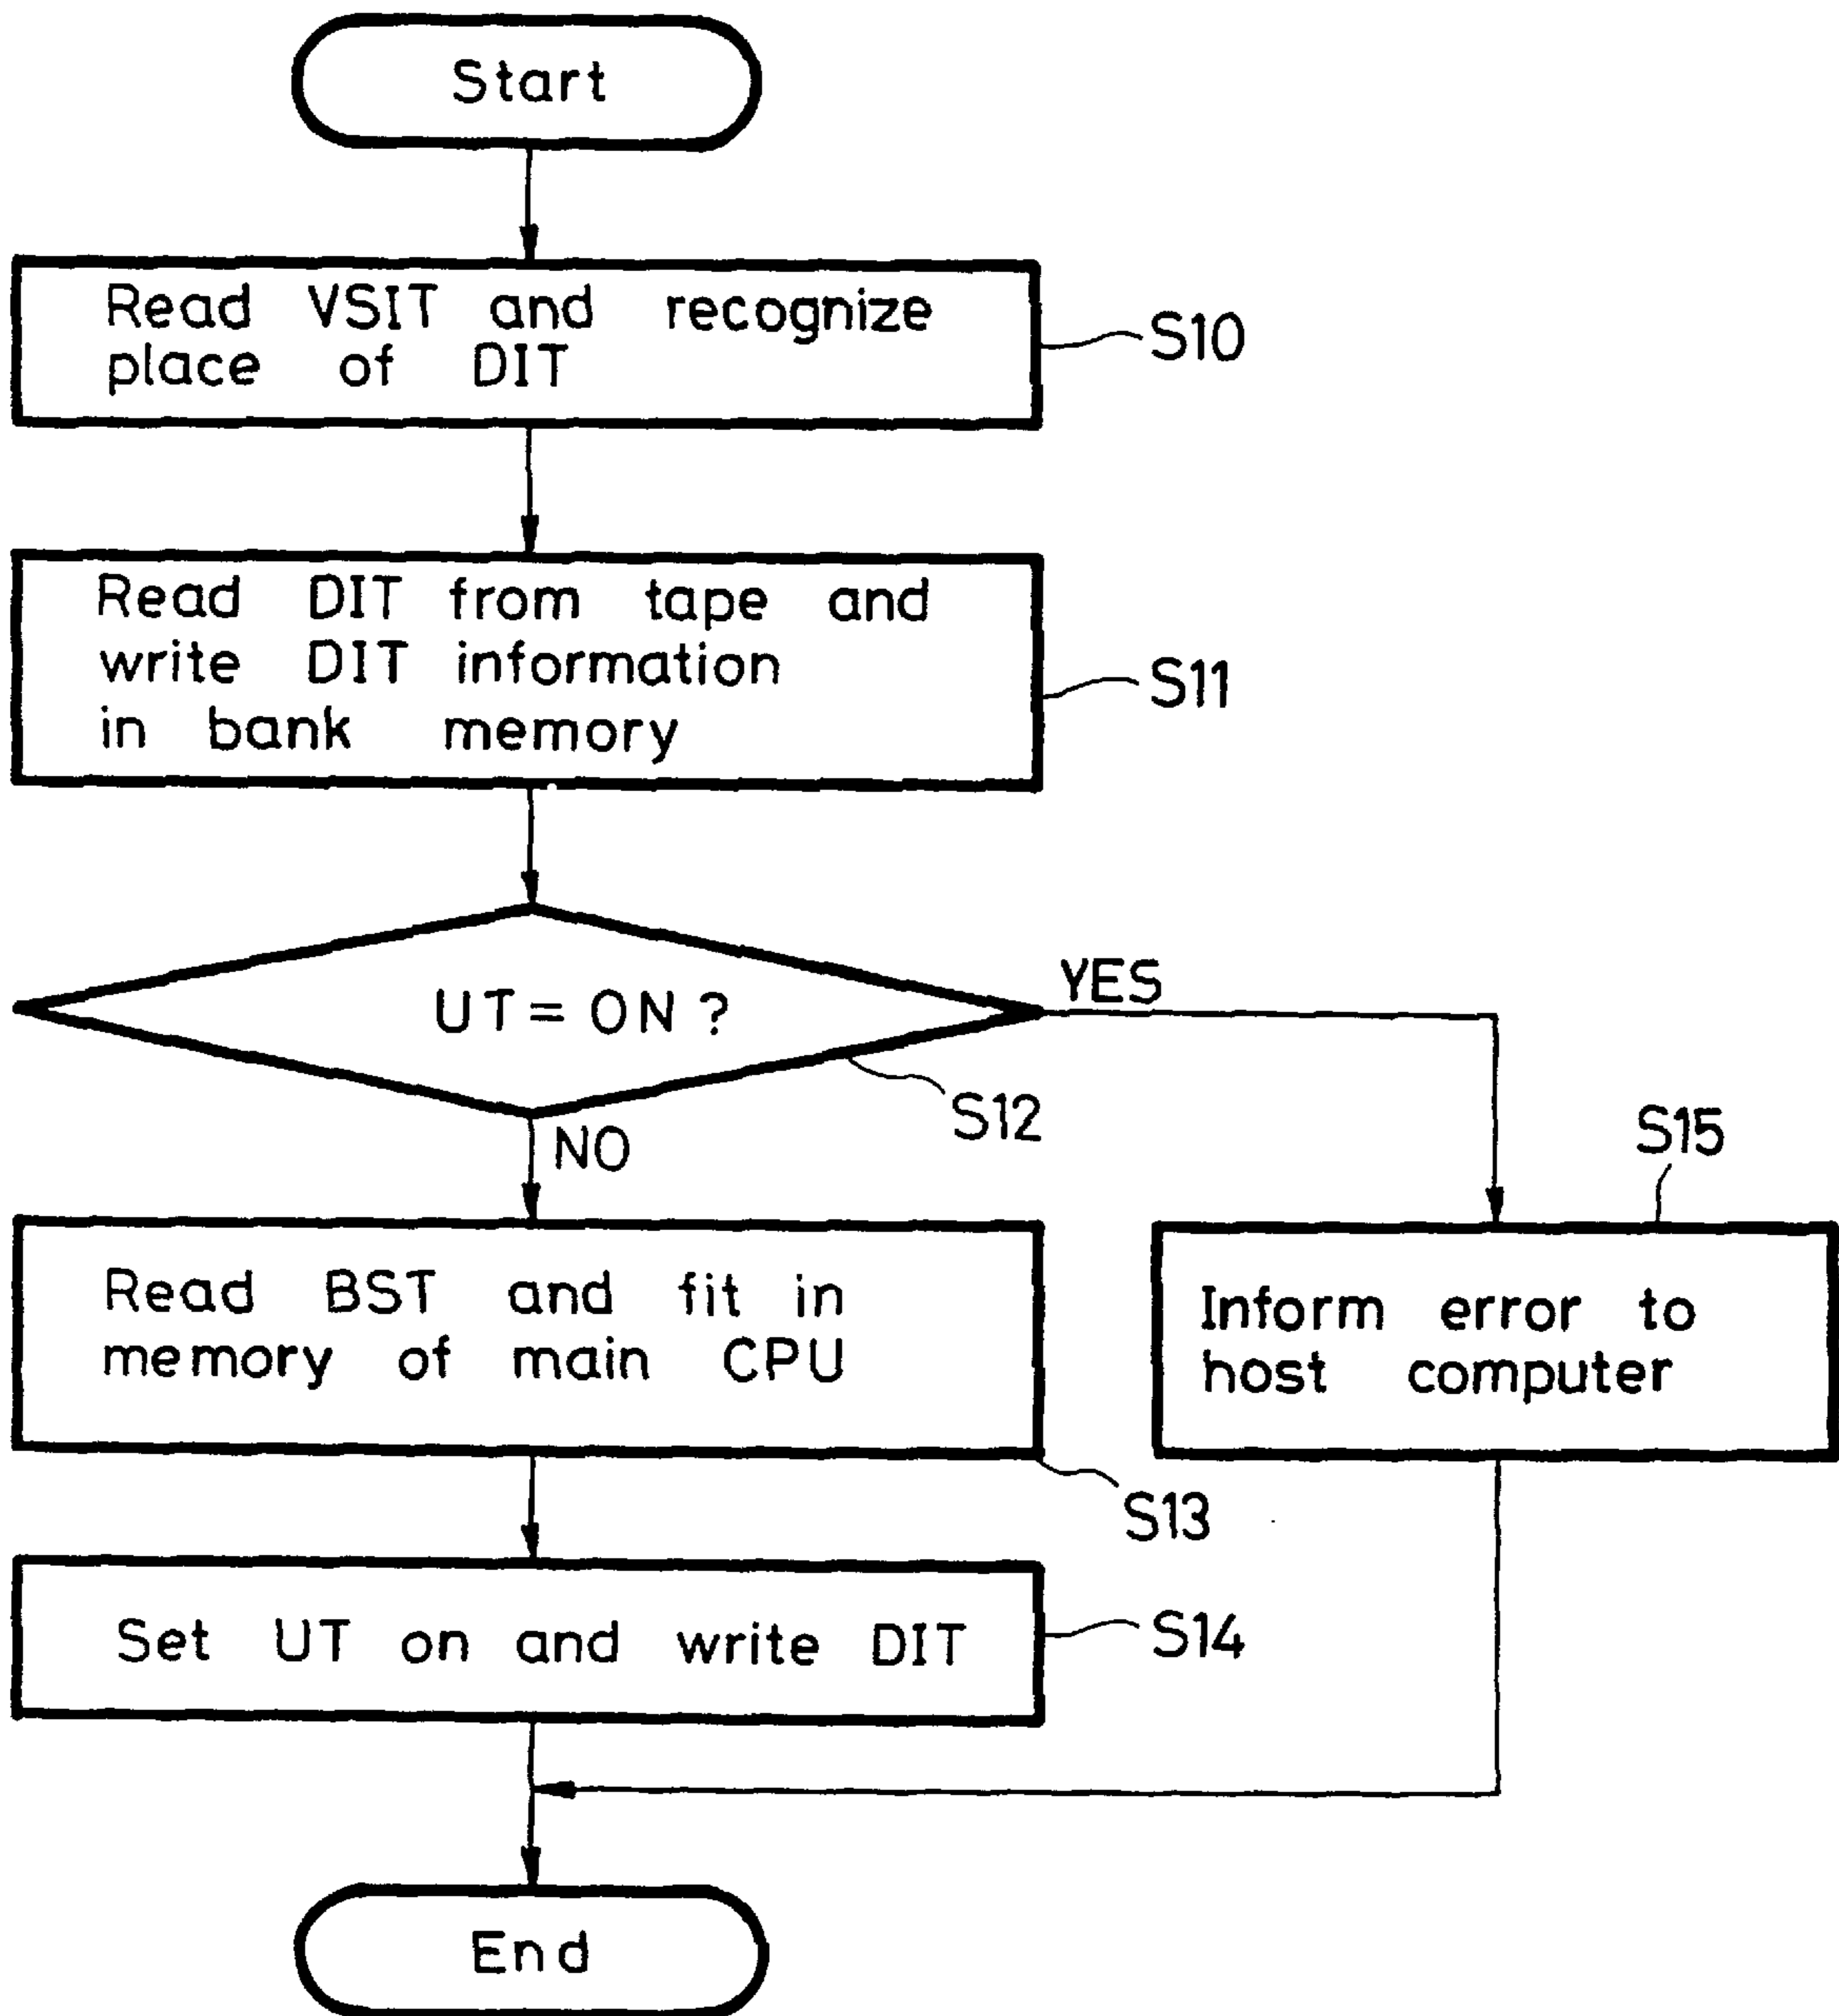 Start
Read VSIT and recognize
place of DIT
S10
Read DIT from tape and
write DIT information
in bank memory
S11
UT = ON ?
YES
S12
NO
S15
Read BST and fit in
memory of main CPU
S13
Inform error to
host computer
Set UT on and write DIT
S14
End